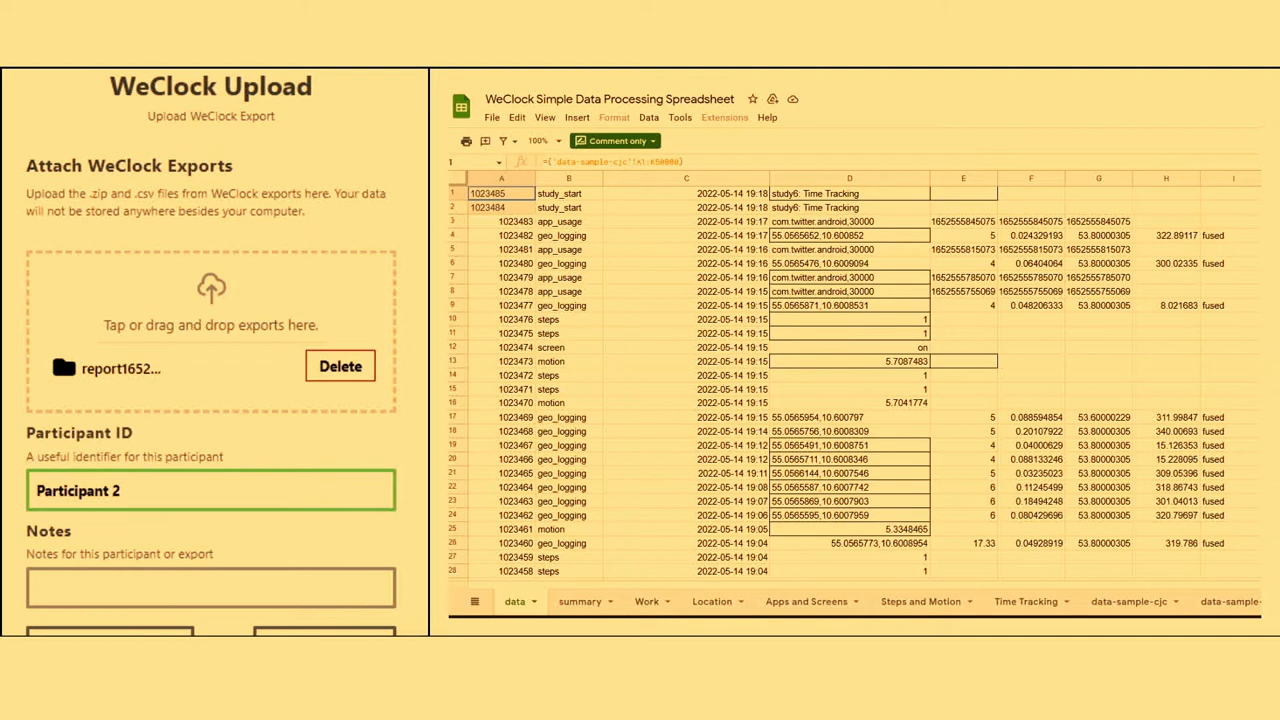 WeClock Upload
Upload WeClock Export
Attach WeClock Exports
Upload the .zip and .csv files from WeClock exports here. Your data
will not be stored anywhere besides your computer.
Tap or drag and drop exports here.
report1652...
Delete
Participant ID
A useful identifier for this participant
Participant 2
Notes
Notes for this participant or export
WeClock Simple Data Processing Spreadsheet
File Edit View Insert Format Data Tools Extensions Help
100% Comment only
1 fx ={'data-sample-cjc'!A1:K50000}
A B C D E F G H I
1 1023485 study_start 2022-05-14 19:18 study6: Time Tracking
2 1023484 study_start 2022-05-14 19:18 study6: Time Tracking
3 1023483 app_usage 2022-05-14 19:17 com.twitter.android,30000 1652555845075 1652555845075 1652555845075
4 1023482 geo_logging 2022-05-14 19:17 55.0565652,10.600852 5 0.024329193 53.80000305 322.89117 fused
5 1023481 app_usage 2022-05-14 19:16 com.twitter.android,30000 1652555815073 1652555815073 1652555815073
6 1023480 geo_logging 2022-05-14 19:16 55.0565476,10.6009094 4 0.06404064 53.80000305 300.02335 fused
7 1023479 app_usage 2022-05-14 19:16 com.twitter.android,30000 1652555785070 1652555785070 1652555785070
8 1023478 app_usage 2022-05-14 19:15 com.twitter.android,30000 1652555755069 1652555755069 1652555755069
9 1023477 geo_logging 2022-05-14 19:15 55.0565871,10.6008531 4 0.048206333 53.80000305 8.021683 fused
10 1023476 steps 2022-05-14 19:15 1
11 1023475 steps 2022-05-14 19:15 1
12 1023474 screen 2022-05-14 19:15 on
13 1023473 motion 2022-05-14 19:15 5.7087483
14 1023472 steps 2022-05-14 19:15 1
15 1023471 steps 2022-05-14 19:15 1
16 1023470 motion 2022-05-14 19:15 5.7041774
17 1023469 geo_logging 2022-05-14 19:15 55.0565954,10.600797 5 0.088594854 53.60000229 311.99847 fused
18 1023468 geo_logging 2022-05-14 19:14 55.0565756,10.6008309 5 0.20107922 53.80000305 340.00693 fused
19 1023467 geo_logging 2022-05-14 19:12 55.0565491,10.6008751 4 0.04000629 53.80000305 15.126353 fused
20 1023466 geo_logging 2022-05-14 19:12 55.0565711,10.6008346 4 0.088133246 53.80000305 15.228095 fused
21 1023465 geo_logging 2022-05-14 19:11 55.0566144,10.6007546 5 0.03235023 53.80000305 309.05396 fused
22 1023464 geo_logging 2022-05-14 19:08 55.0565587,10.6007742 6 0.11245499 53.80000305 318.86743 fused
23 1023463 geo_logging 2022-05-14 19:07 55.0565869,10.6007903 6 0.18494248 53.80000305 301.04013 fused
24 1023462 geo_logging 2022-05-14 19:06 55.0565595,10.6007959 6 0.080429696 53.80000305 320.79697 fused
25 1023461 motion 2022-05-14 19:05 5.3348465
26 1023460 geo_logging 2022-05-14 19:04 55.0565773,10.6008954 17.33 0.04928919 53.80000305 319.786 fused
27 1023459 steps 2022-05-14 19:04 1
28 1023458 steps 2022-05-14 19:04 1
data summary Work Location Apps and Screens Steps and Motion Time Tracking data-sample-cjc data-sample-